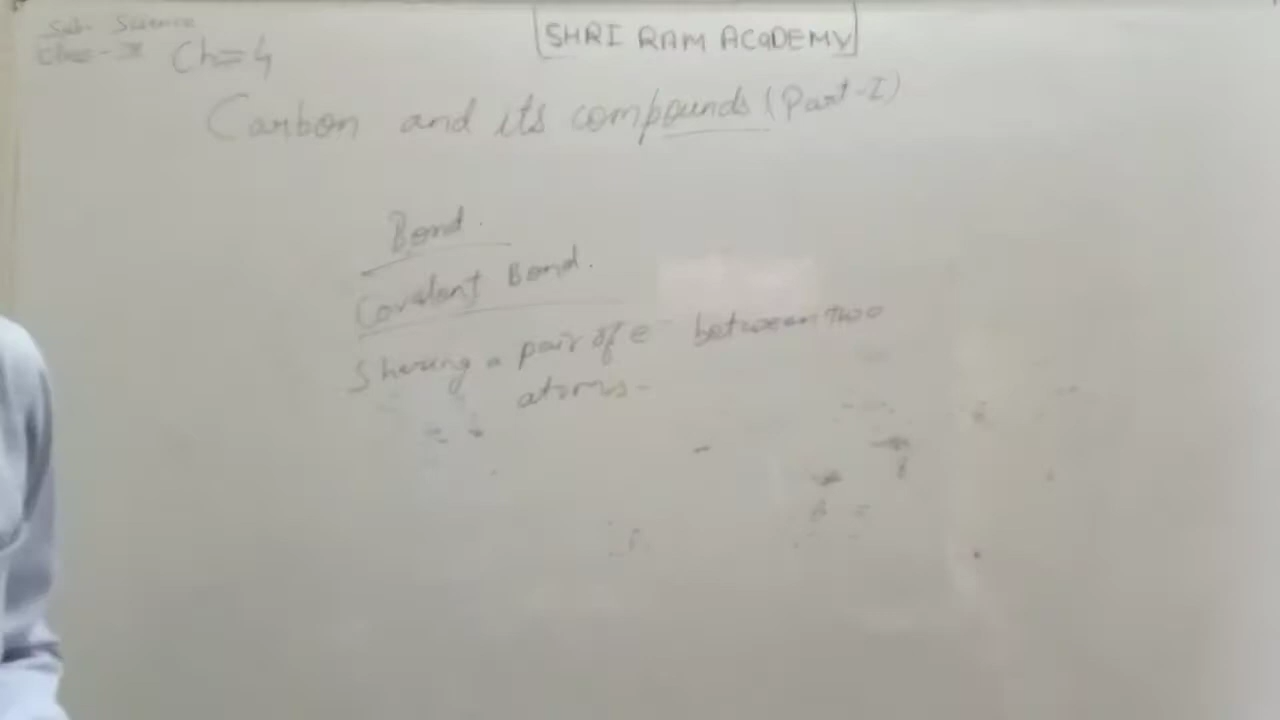 Sub- Science
SHRI RAM ACADEMY
Class-X Ch=4
Carbon and its compounds (Part-I)
Bond.
Covalent Bond.
Sharing a pair of e⁻ between two
atoms-